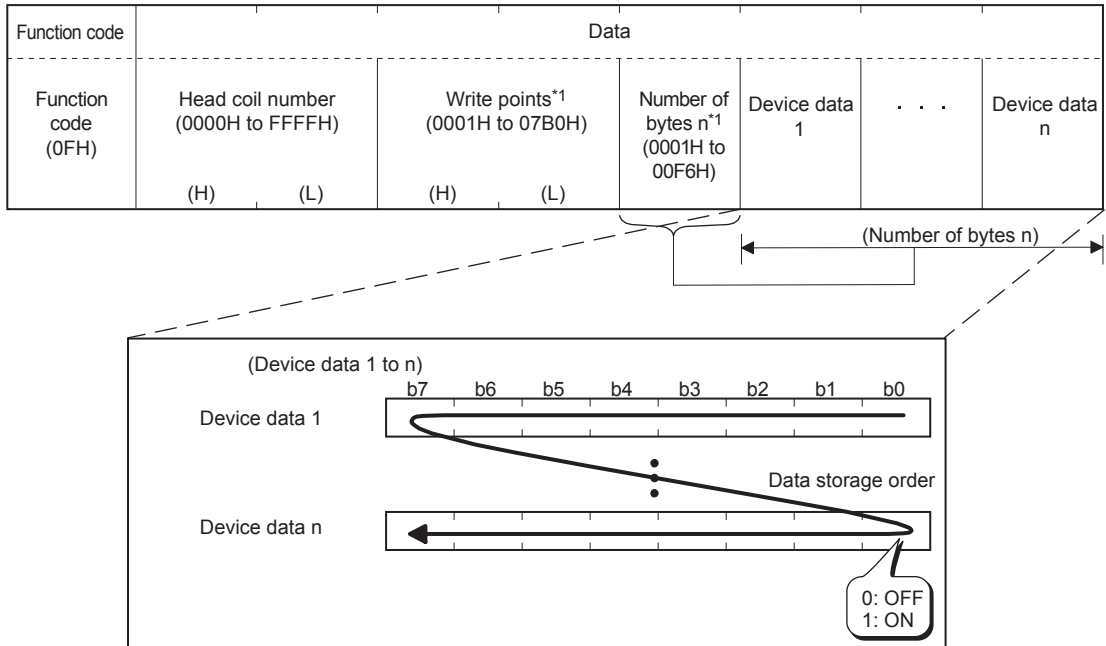 Function code Data
Function code (0FH)
Head coil number (0000H to FFFFH)
(H) (L)
Write points*1 (0001H to 07B0H)
(H) (L)
Number of bytes n*1 (0001H to 00F6H)
Device data 1
. . .
Device data n
(Number of bytes n)
(Device data 1 to n)
b7 b6 b5 b4 b3 b2 b1 b0
Device data 1
Data storage order
Device data n
0: OFF
1: ON